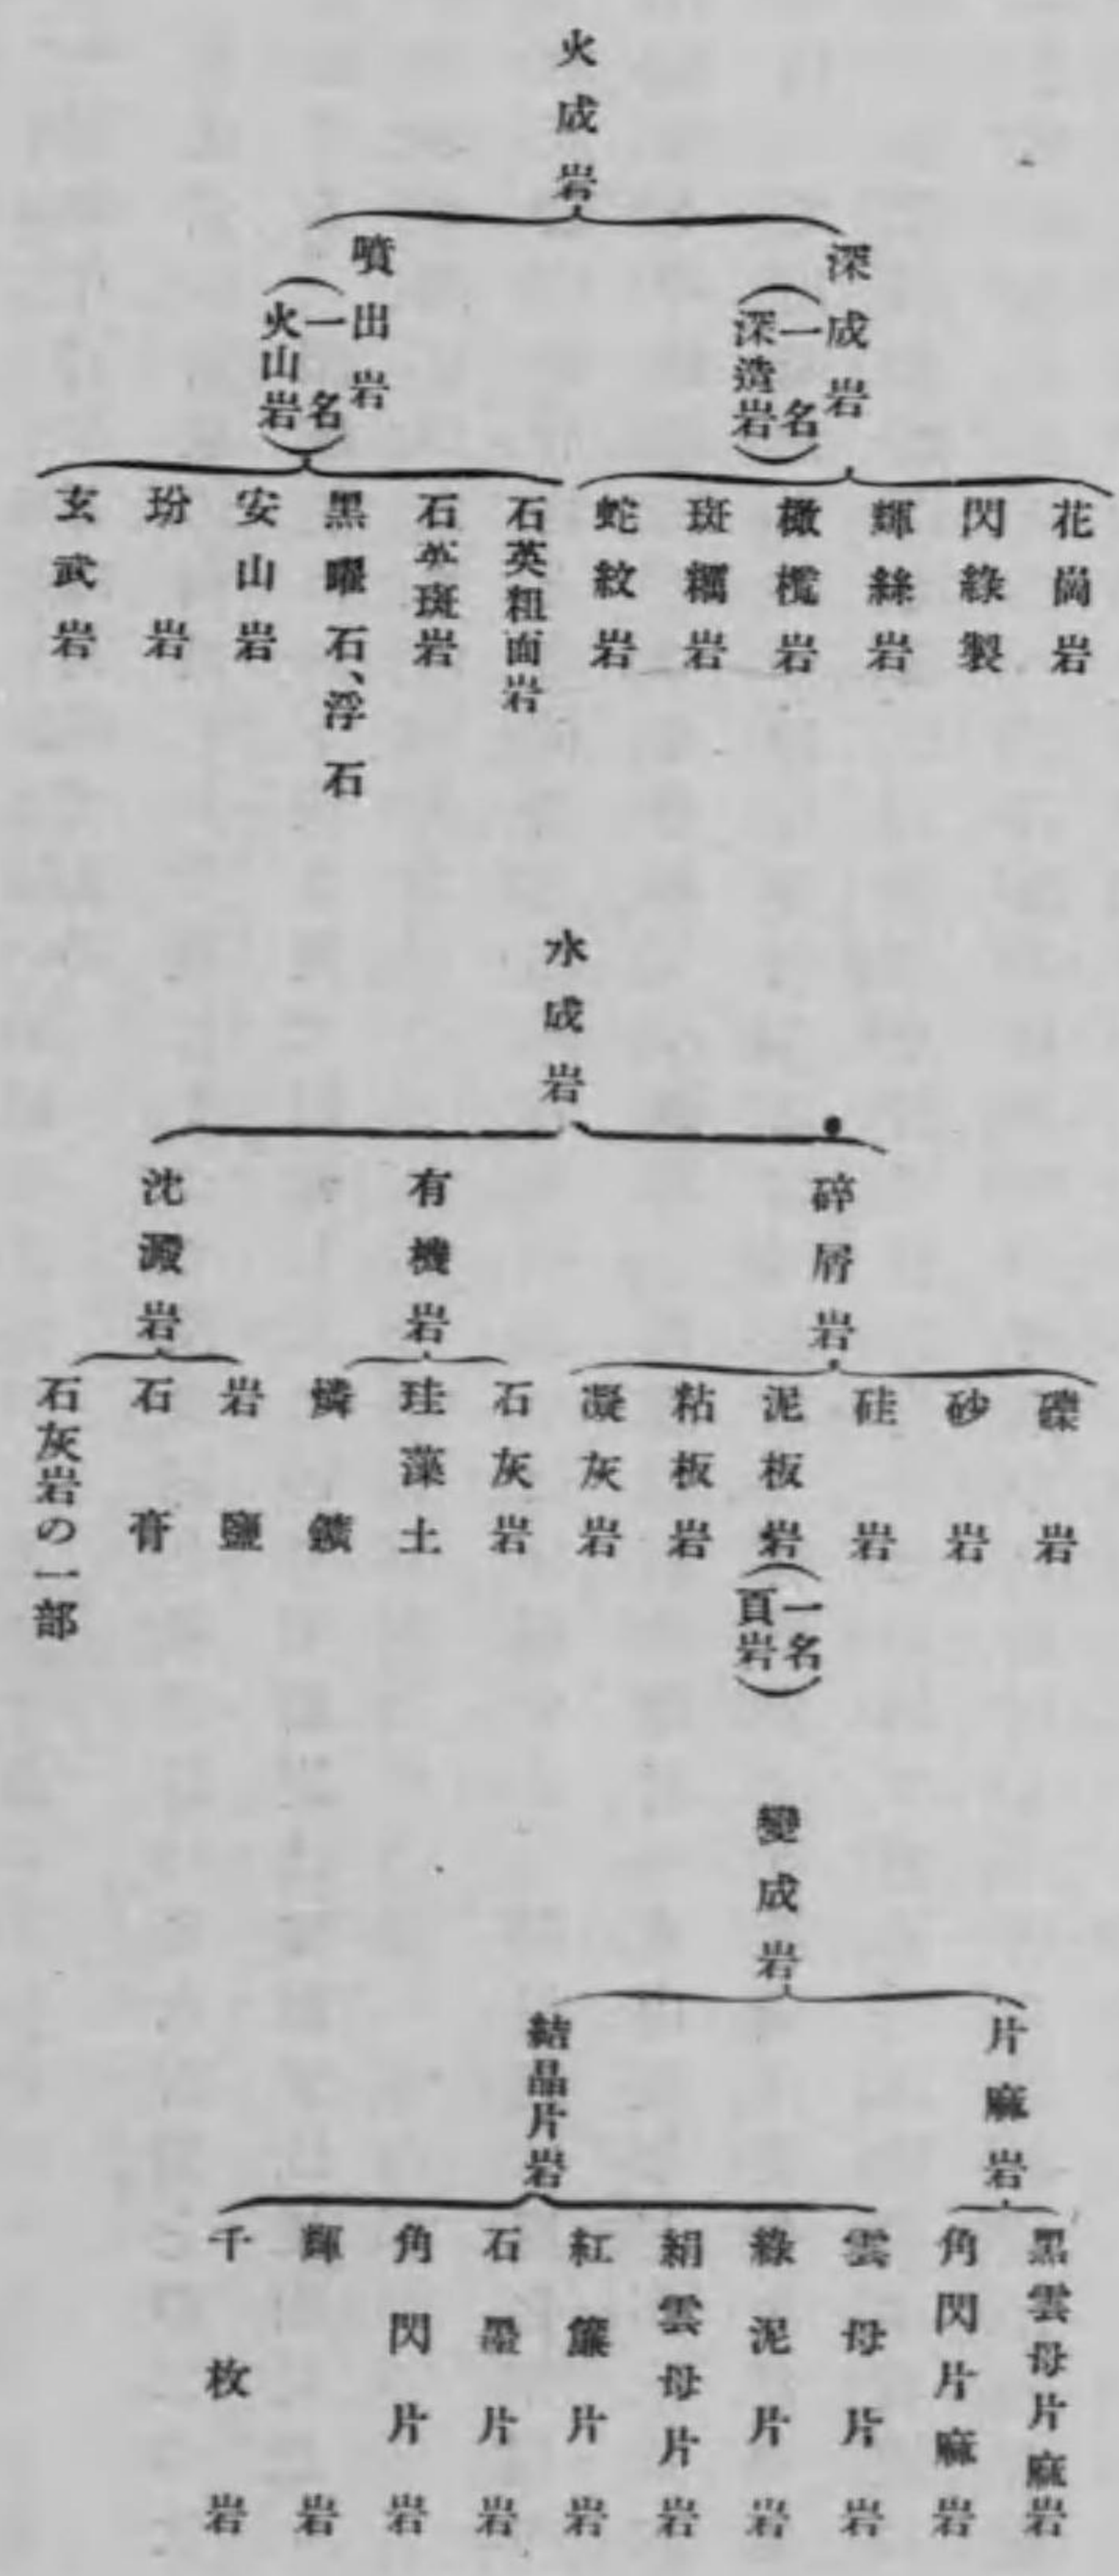 火成岩
深成岩(一名深造岩)
花崗岩
閃綠製
輝絲岩
橄欖岩
斑糲岩
蛇紋岩
噴出岩(一名火山岩)
石英粗面岩
石英斑岩
黑曜石、浮石
安山岩
玢岩
玄武岩
水成岩
碎屑岩
礫岩
砂岩
硅岩
泥板岩(一名頁岩)
粘板岩
凝灰岩
有機岩
石灰岩
珪藻土
燐鑛
沈澱岩
岩鹽
石膏
石灰岩の一部
變成岩
片麻岩
黑雲母片麻岩
角閃片麻岩
結晶片岩
雲母片岩
綠泥片岩
絹雲母片岩
紅簾片岩
石墨片岩
角閃片岩
輝岩
千枚岩